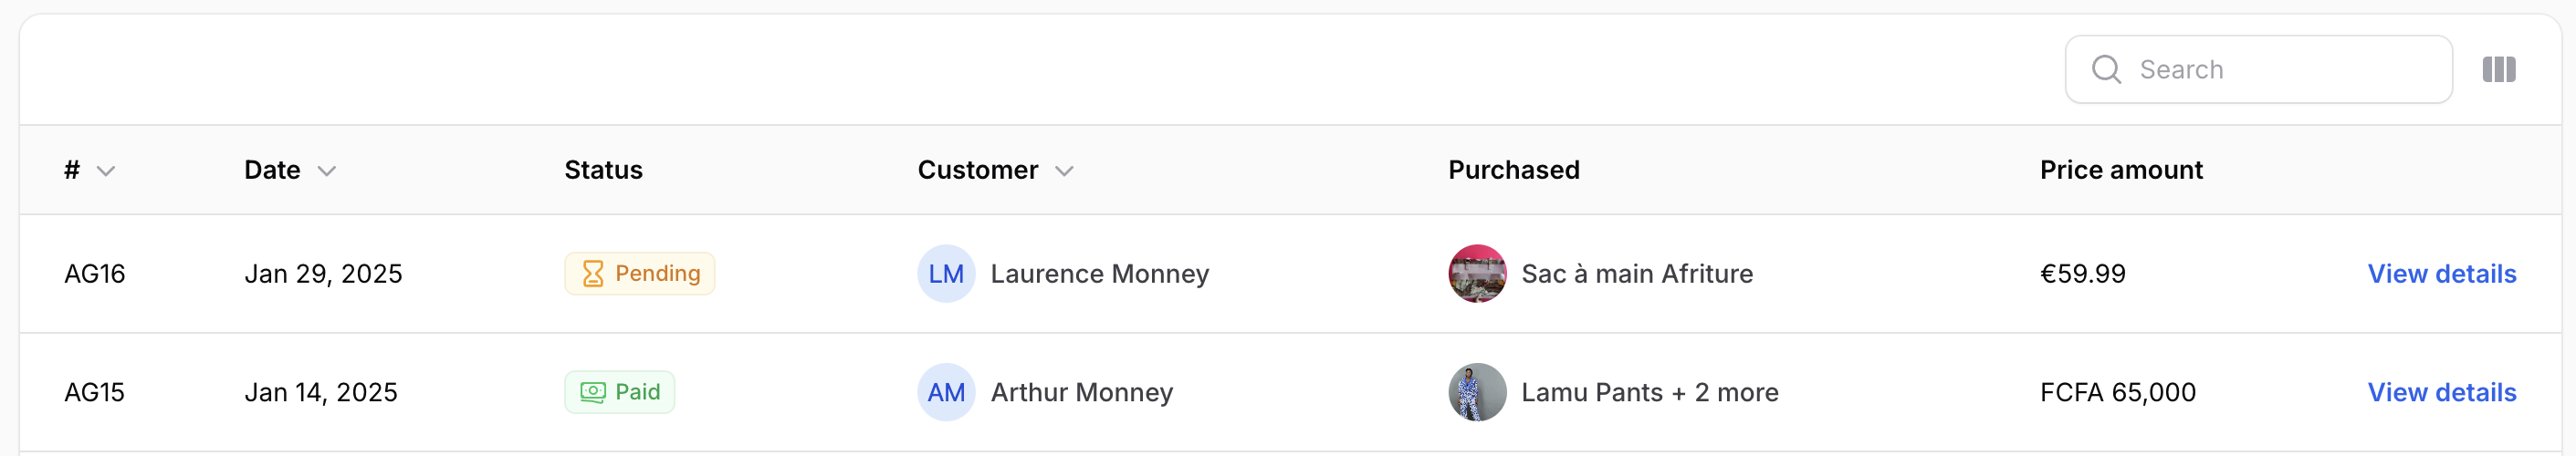 Search
# Date Status Customer Purchased Price amount
AG16 Jan 29, 2025 Pending LM Laurence Monney Sac à main Afriture €59.99 View details
AG15 Jan 14, 2025 Paid AM Arthur Monney Lamu Pants + 2 more FCFA 65,000 View details